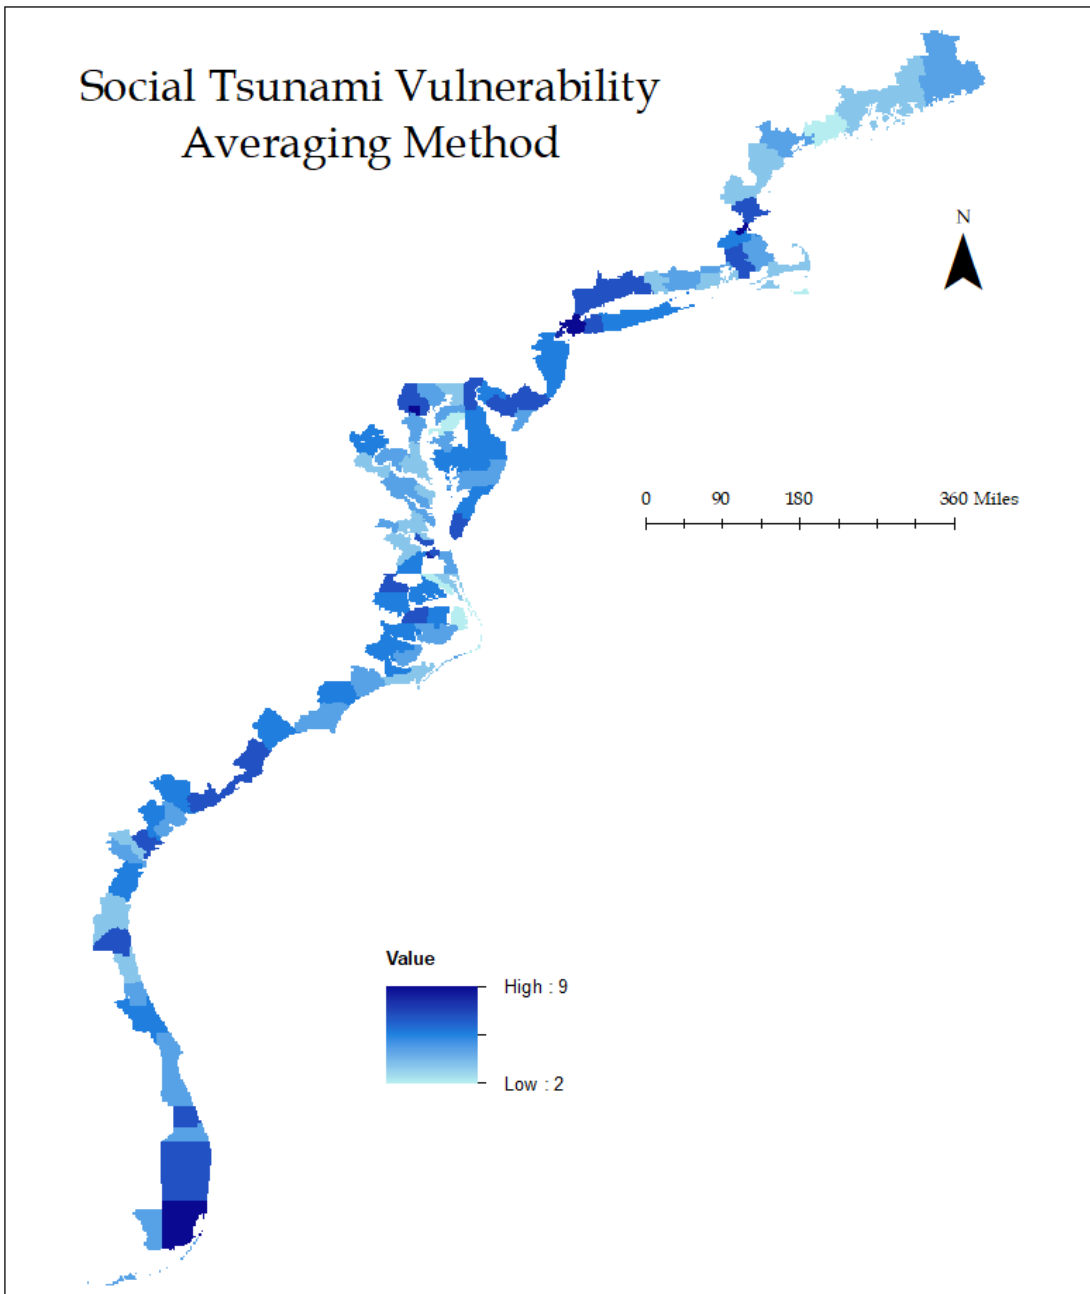 Social Tsunami Vulnerability
Averaging Method
N
0 90 180 360 Miles
Value
High : 9
Low : 2